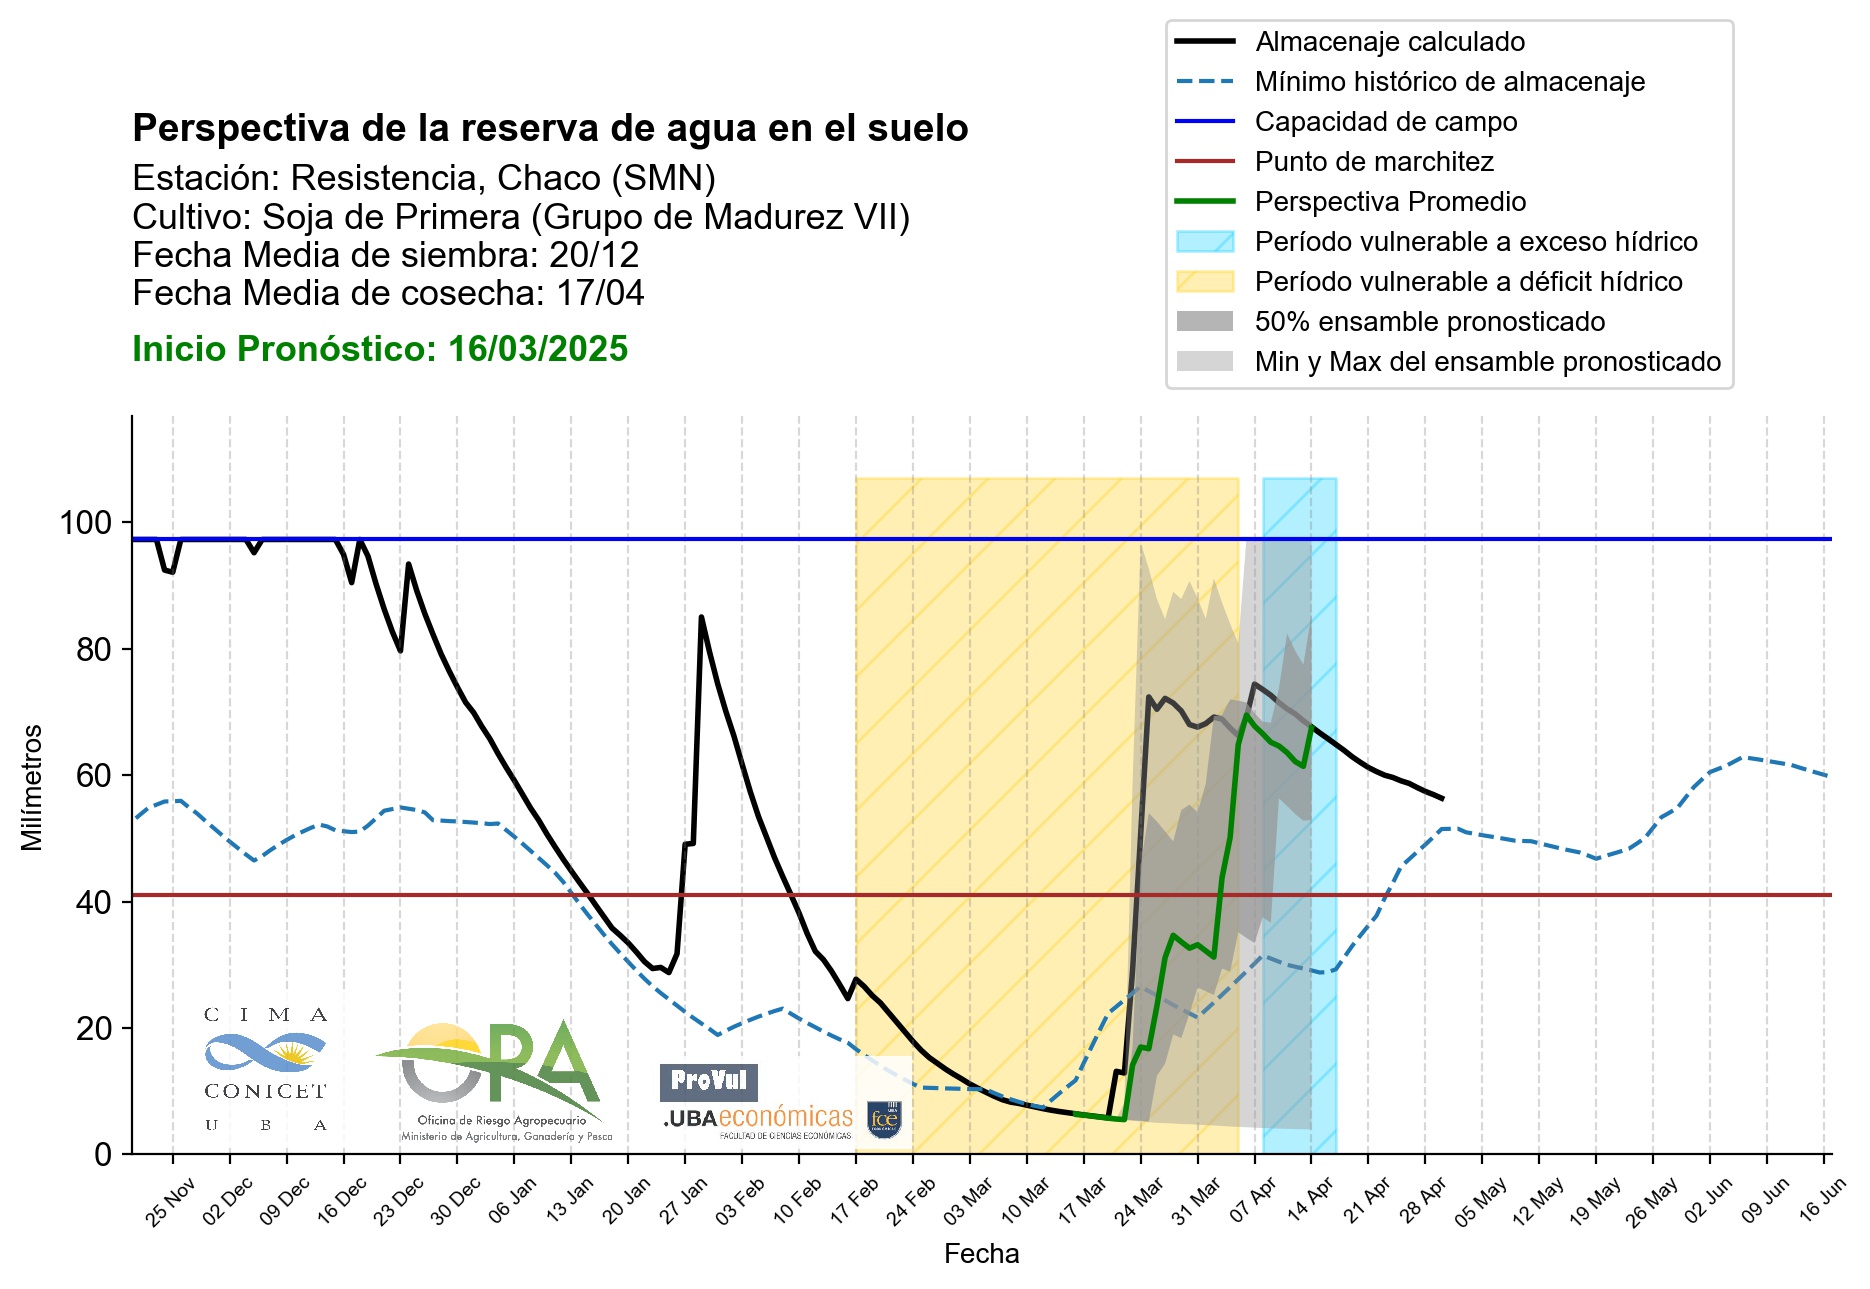 Almacenaje calculado
Mínimo histórico de almacenaje
Capacidad de campo
Punto de marchitez
Perspectiva Promedio
Período vulnerable a exceso hídrico
Período vulnerable a déficit hídrico
50% ensamble pronosticado
Min y Max del ensamble pronosticado
Perspectiva de la reserva de agua en el suelo
Estación: Resistencia, Chaco (SMN)
Cultivo: Soja de Primera (Grupo de Madurez VII)
Fecha Media de siembra: 20/12
Fecha Media de cosecha: 17/04
Inicio Pronóstico: 16/03/2025
100
80
60
40
20
0
Milímetros
CIMA
CONICET
UBA
ORA
Oficina de Riesgo Agropecuario
Ministerio de Agricultura, Ganadería y Pesca
ProVul
.UBAeconómicas
FACULTAD DE CIENCIAS ECONÓMICAS
UBA
fce
ECONÓMICAS
25 Nov
02 Dec
09 Dec
16 Dec
23 Dec
30 Dec
06 Jan
13 Jan
20 Jan
27 Jan
03 Feb
10 Feb
17 Feb
24 Feb
03 Mar
10 Mar
17 Mar
24 Mar
31 Mar
07 Apr
14 Apr
21 Apr
28 Apr
05 May
12 May
19 May
26 May
02 Jun
09 Jun
16 Jun
Fecha